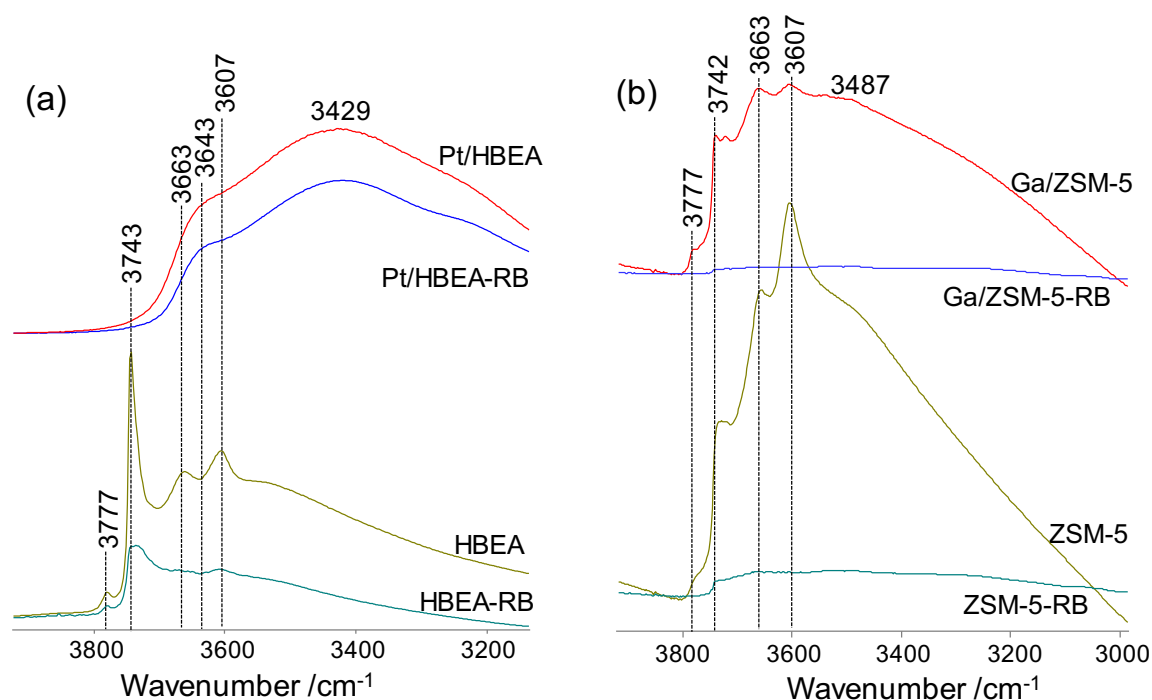 (a)
3777
3743
3663
3643
3607
3429
Pt/HBEA
Pt/HBEA-RB
HBEA
HBEA-RB
3800 3600 3400 3200
Wavenumber /cm-1
(b)
3777
3742
3663
3607
3487
Ga/ZSM-5
Ga/ZSM-5-RB
ZSM-5
ZSM-5-RB
3800 3600 3400 3200 3000
Wavenumber /cm-1